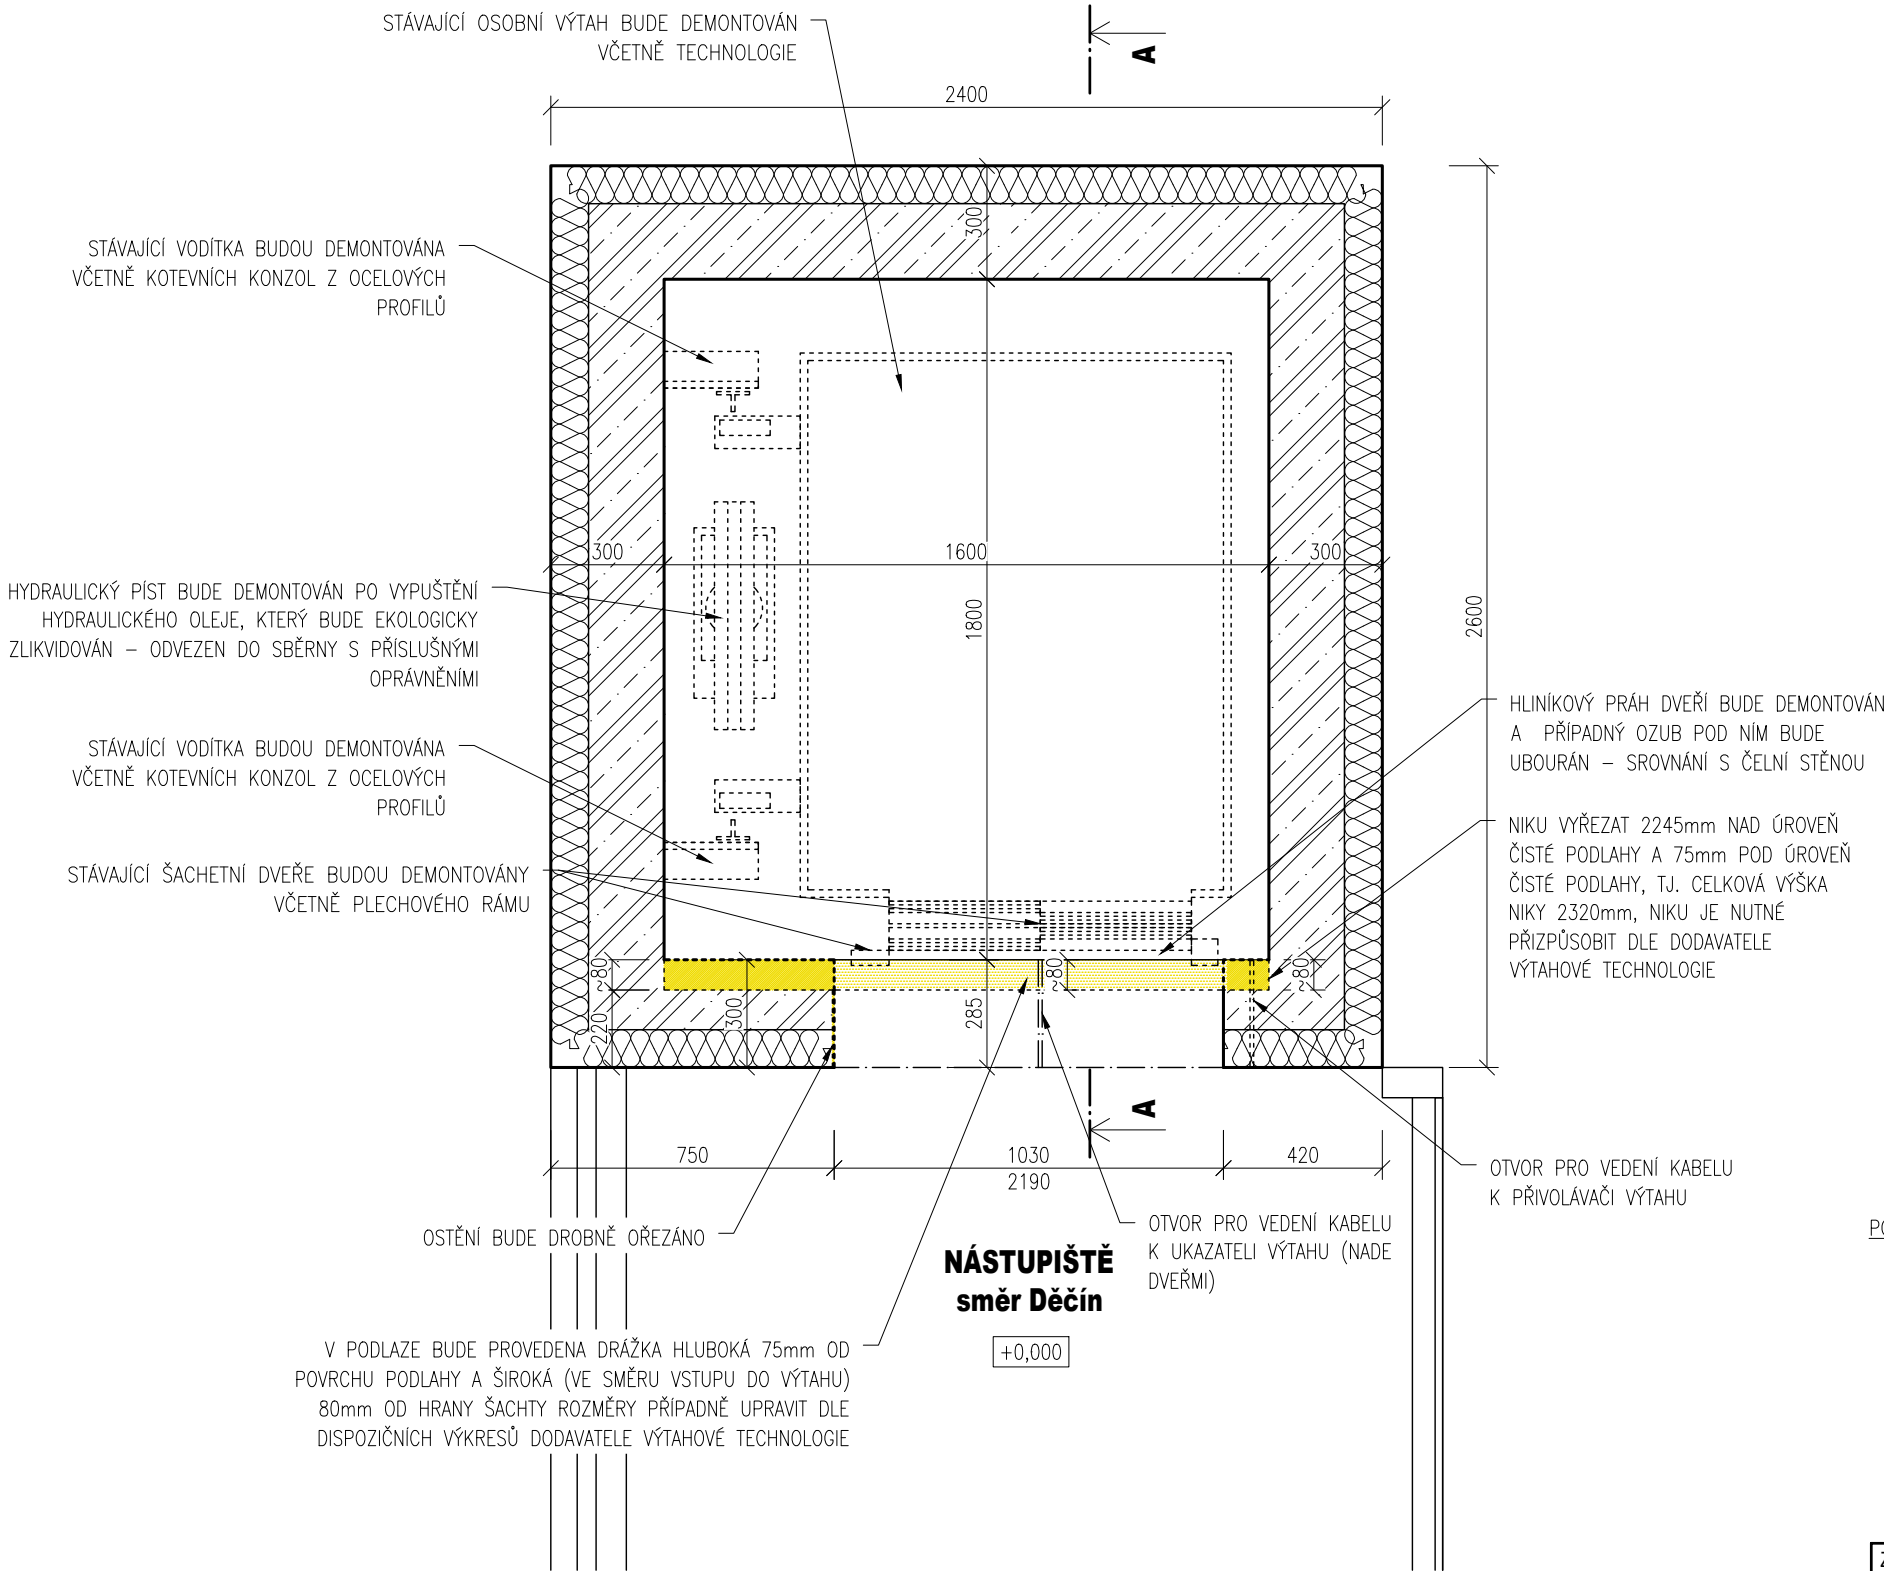 STÁVAJÍCÍ OSOBNÍ VÝTAH BUDE DEMONTOVÁN
VČETNĚ TECHNOLOGIE
A
2400
300
STÁVAJÍCÍ VODÍTKA BUDOU DEMONTOVÁNA
VČETNĚ KOTEVNÍCH KONZOL Z OCELOVÝCH
PROFILŮ
300
1600
300
1800
2600
HYDRAULICKÝ PÍST BUDE DEMONTOVÁN PO VYPUŠTĚNÍ
HYDRAULICKÉHO OLEJE, KTERÝ BUDE EKOLOGICKY
ZLIKVIDOVÁN – ODVEZEN DO SBĚRNY S PŘÍSLUŠNÝMI
OPRÁVNĚNÍMI
HLINÍKOVÝ PRÁH DVEŘÍ BUDE DEMONTOVÁN
A PŘÍPADNÝ OZUB POD NÍM BUDE
UBOURÁN – SROVNÁNÍ S ČELNÍ STĚNOU
STÁVAJÍCÍ VODÍTKA BUDOU DEMONTOVÁNA
VČETNĚ KOTEVNÍCH KONZOL Z OCELOVÝCH
PROFILŮ
NIKU VYŘEZAT 2245mm NAD ÚROVEŇ
ČISTÉ PODLAHY A 75mm POD ÚROVEŇ
ČISTÉ PODLAHY, TJ. CELKOVÁ VÝŠKA
NIKY 2320mm, NIKU JE NUTNÉ
PŘIZPŮSOBIT DLE DODAVATELE
VÝTAHOVÉ TECHNOLOGIE
STÁVAJÍCÍ ŠACHETNÍ DVEŘE BUDOU DEMONTOVÁNY
VČETNĚ PLECHOVÉHO RÁMU
~80
~80
~80
220
300
285
A
750
1030
420
2190
OTVOR PRO VEDENÍ KABELU
K PŘIVOLÁVAČI VÝTAHU
OSTĚNÍ BUDE DROBNĚ OŘEZÁNO
OTVOR PRO VEDENÍ KABELU
K UKAZATELI VÝTAHU (NADE
DVEŘMI)
NÁSTUPIŠTĚ
směr Děčín
+0,000
V PODLAZE BUDE PROVEDENA DRÁŽKA HLUBOKÁ 75mm OD
POVRCHU PODLAHY A ŠIROKÁ (VE SMĚRU VSTUPU DO VÝTAHU)
80mm OD HRANY ŠACHTY ROZMĚRY PŘÍPADNĚ UPRAVIT DLE
DISPOZIČNÍCH VÝKRESŮ DODAVATELE VÝTAHOVÉ TECHNOLOGIE